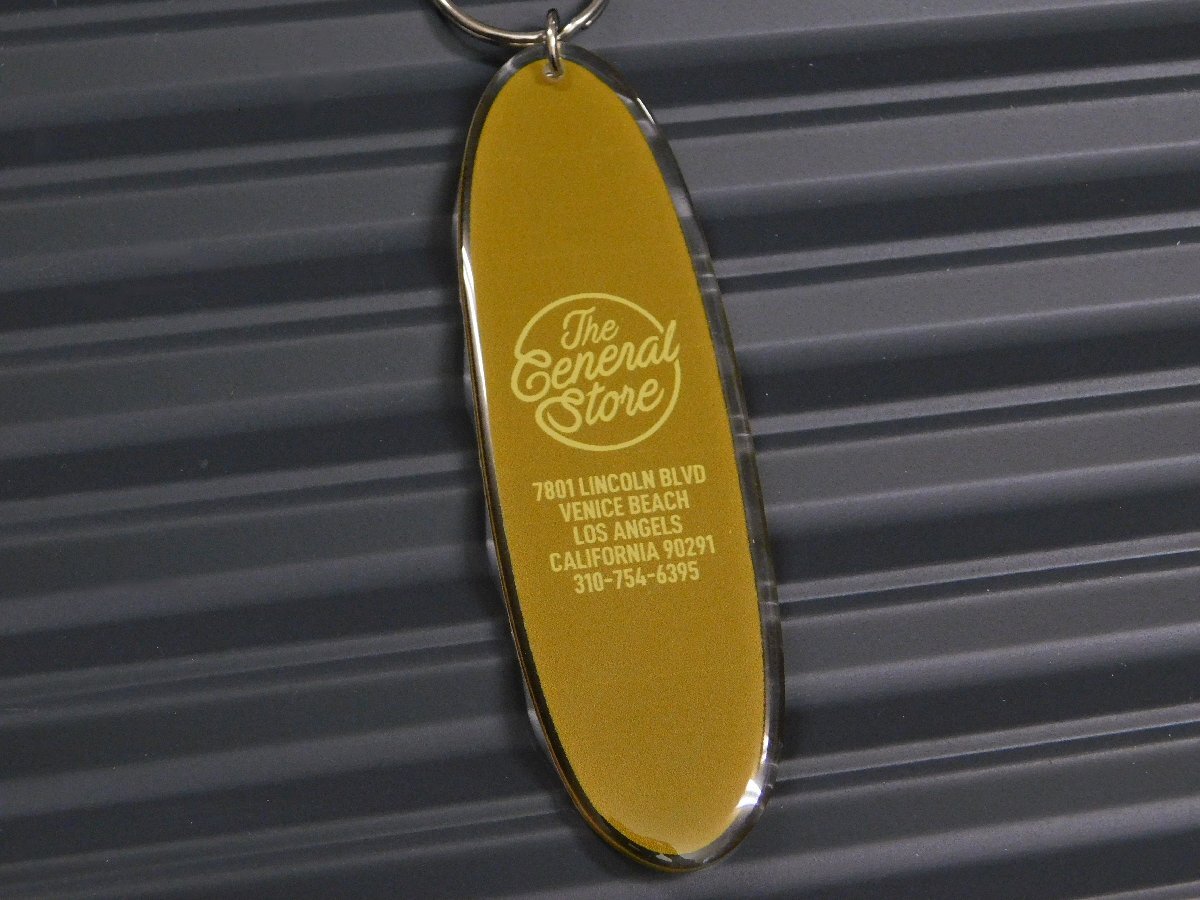 The
General
Store
7801 LINCOLN BLVD
VENICE BEACH
LOS ANGELS
CALIFORNIA 90291
310-754-6395